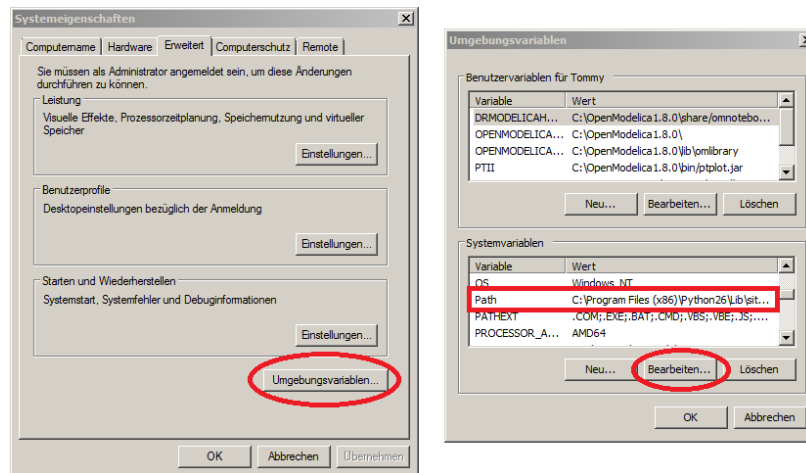 Systemeigenschaften
Computername Hardware Erweitert Computerschutz Remote
Sie müssen als Administrator angemeldet sein, um diese Änderungen
durchführen zu können.
Leistung
Visuelle Effekte, Prozessorzeitplanung, Speichernutzung und virtueller
Speicher
Einstellungen...
Benutzerprofile
Desktopeinstellungen bezüglich der Anmeldung
Einstellungen...
Starten und Wiederherstellen
Systemstart, Systemfehler und Debuginformationen
Einstellungen...
Umgebungsvariablen...
OK Abbrechen Übernehmen
Umgebungsvariablen
Benutzervariablen für Tommy
Variable Wert
DRMODELICAH... C:\OpenModelica1.8.0\share/omnotebo...
OPENMODELICA... C:\OpenModelica1.8.0\
OPENMODELICA... C:\OpenModelica1.8.0\lib\omlibrary
PTII C:\OpenModelica1.8.0\bin/ptplot.jar
Neu... Bearbeiten... Löschen
Systemvariablen
Variable Wert
OS Windows_NT
Path C:\Program Files (x86)\Python26\Lib\sit...
PATHEXT .COM;.EXE;.BAT;.CMD;.VBS;.VBE;.JS;....
PROCESSOR_A... AMD64
Neu... Bearbeiten... Löschen
OK Abbrechen